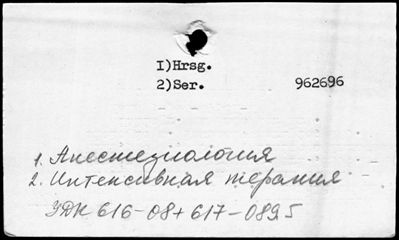 I)Hrsg.
2)Ser. 962696
1. Анестезиология
2. Интенсивная терапия
УДК 616-08+617-089.5